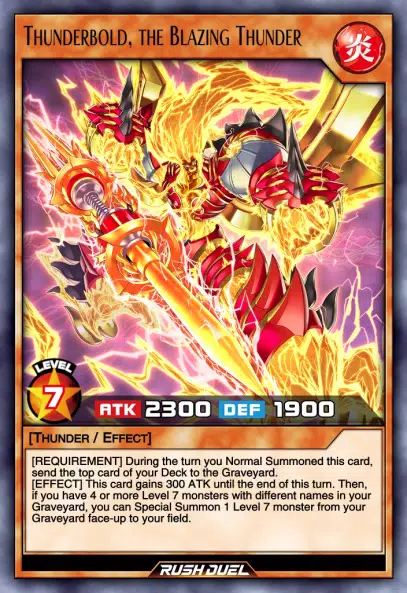 THUNDERBOLD, THE BLAZING THUNDER
炎
LEVEL
7
ATK 2300 DEF 1900
[THUNDER / EFFECT]
[REQUIREMENT] During the turn you Normal Summoned this card,
send the top card of your Deck to the Graveyard.
[EFFECT] This card gains 300 ATK until the end of this turn. Then,
if you have 4 or more Level 7 monsters with different names in your
Graveyard, you can Special Summon 1 Level 7 monster from your
Graveyard face-up to your field.
RUSH DUEL